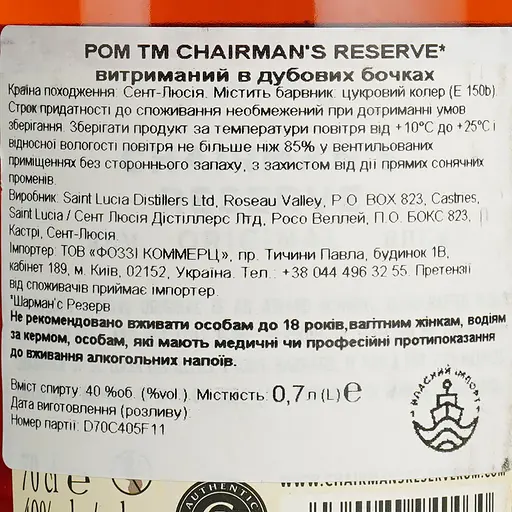 РОМ ТМ CHAIRMAN'S RESERVE*
витриманий в дубових бочках
Країна походження: Сент-Люсія. Містить барвник: цукровий колер (Е 150b).
Строк придатності до споживання необмежений при дотриманні умов
зберігання. Зберігати продукт за температури повітря від +10°С до +25°С і
відносної вологості повітря не більше ніж 85% у вентильованих
приміщеннях без стороннього запаху, з захистом від дії прямих сонячних
променів.
Виробник: Saint Lucia Distillers Ltd, Roseau Valley, P.O. BOX 823, Castries,
Saint Lucia / Сент Люсія Дістіллерс Лтд, Росо Веллей, П.О. БОКС 823,
Кастрі, Сент-Люсія.
Імпортер: ТОВ «ФОЗЗІ КОММЕРЦ», пр. Тичини Павла, будинок 1В,
кабінет 189, м. Київ, 02152, Україна. Тел.: +38 044 496 32 55. Претензії
від споживачів приймає імпортер.
*Шарман'с Резерв
Не рекомендовано вживати особам до 18 років,вагітним жінкам, водіям
за кермом, особам, які мають медичні чи професійні протипоказання
до вживання алкогольних напоїв.
Вміст спирту: 40 %об. (%vol.). Місткість: 0,7 л (L) e
Дата виготовлення (розливу):
Номер партії: D70C405F11
ВЛАСНИЙ ІМПОРТ
70 cl e
AUTHENTIC
WWW.CHAIRMANSRESERVERUM.COM